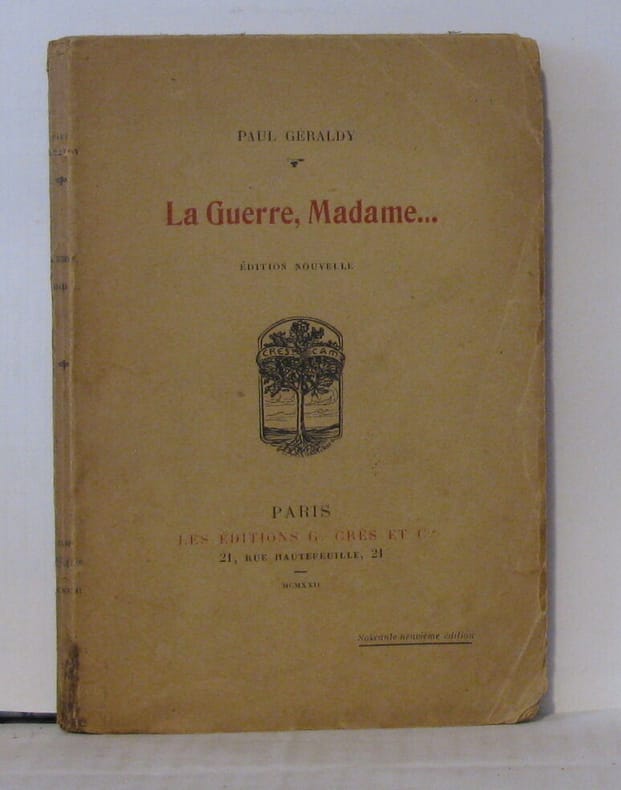 PAUL GÉRALDY
La Guerre, Madame...
ÉDITION NOUVELLE
CRESCAM
PARIS
LES ÉDITIONS G. CRÈS ET Cie
21, RUE HAUTEFEUILLE, 21
MCMXXII
Soixante-neuvième édition